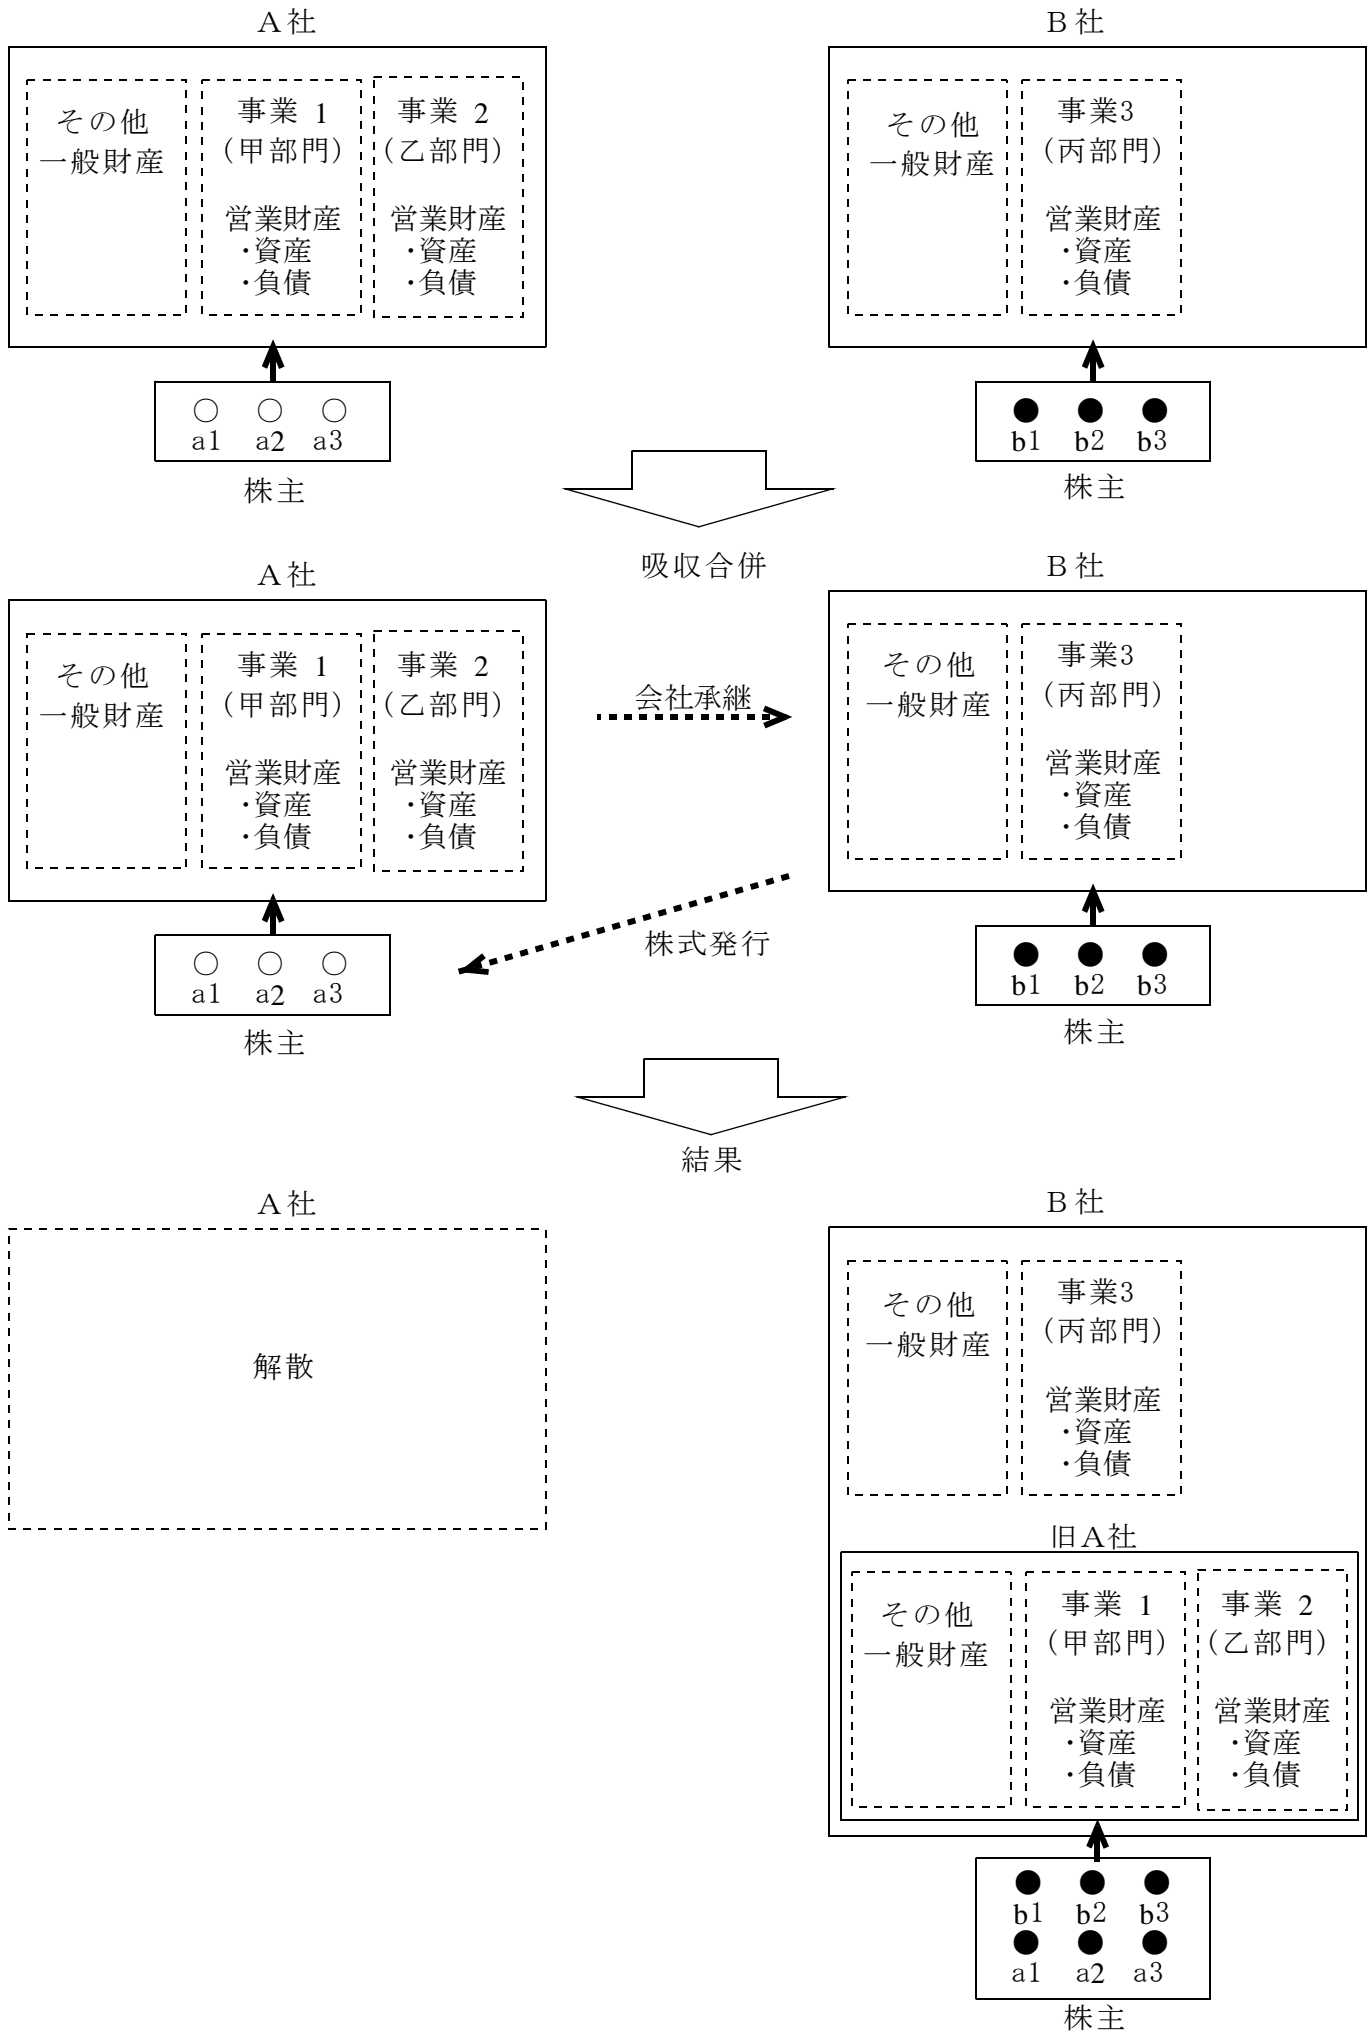 A社
その他
一般財産
事業 1
(甲部門)
営業財産
・資産
・負債
事業 2
(乙部門)
営業財産
・資産
・負債
a1 a2 a3
株主
B社
その他
一般財産
事業3
(丙部門)
営業財産
・資産
・負債
b1 b2 b3
株主
吸収合併
A社
その他
一般財産
事業 1
(甲部門)
営業財産
・資産
・負債
事業 2
(乙部門)
営業財産
・資産
・負債
a1 a2 a3
株主
会社承継
株式発行
B社
その他
一般財産
事業3
(丙部門)
営業財産
・資産
・負債
b1 b2 b3
株主
結果
A社
解散
B社
その他
一般財産
事業3
(丙部門)
営業財産
・資産
・負債
旧A社
その他
一般財産
事業 1
(甲部門)
営業財産
・資産
・負債
事業 2
(乙部門)
営業財産
・資産
・負債
b1 b2 b3
a1 a2 a3
株主